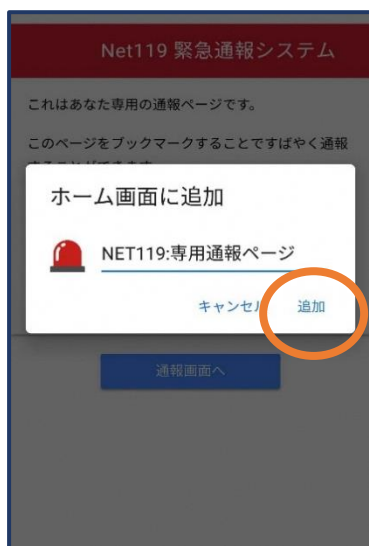 Net119 緊急通報システム
これはあなた専用の通報ページです。
このページをブックマークすることですばやく通報
ホーム画面に追加
NET119:専用通報ページ
キャンセル
追加
通報画面へ